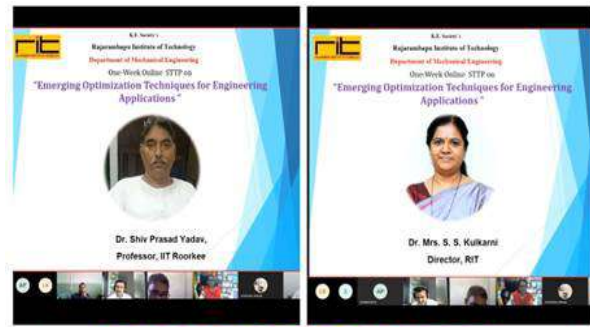 rit
K.E. Society's
Rajarambapu Institute of Technology
Department of Mechanical Engineering
One-Week Online STTP on
"Emerging Optimization Techniques for Engineering
Applications "
Dr. Shiv Prasad Yadav,
Professor, IIT Roorkee
rit
K.E. Society's
Rajarambapu Institute of Technology
Department of Mechanical Engineering
One-Week Online STTP on
"Emerging Optimization Techniques for Engineering
Applications "
Dr. Mrs. S. S. Kulkarni
Director, RIT